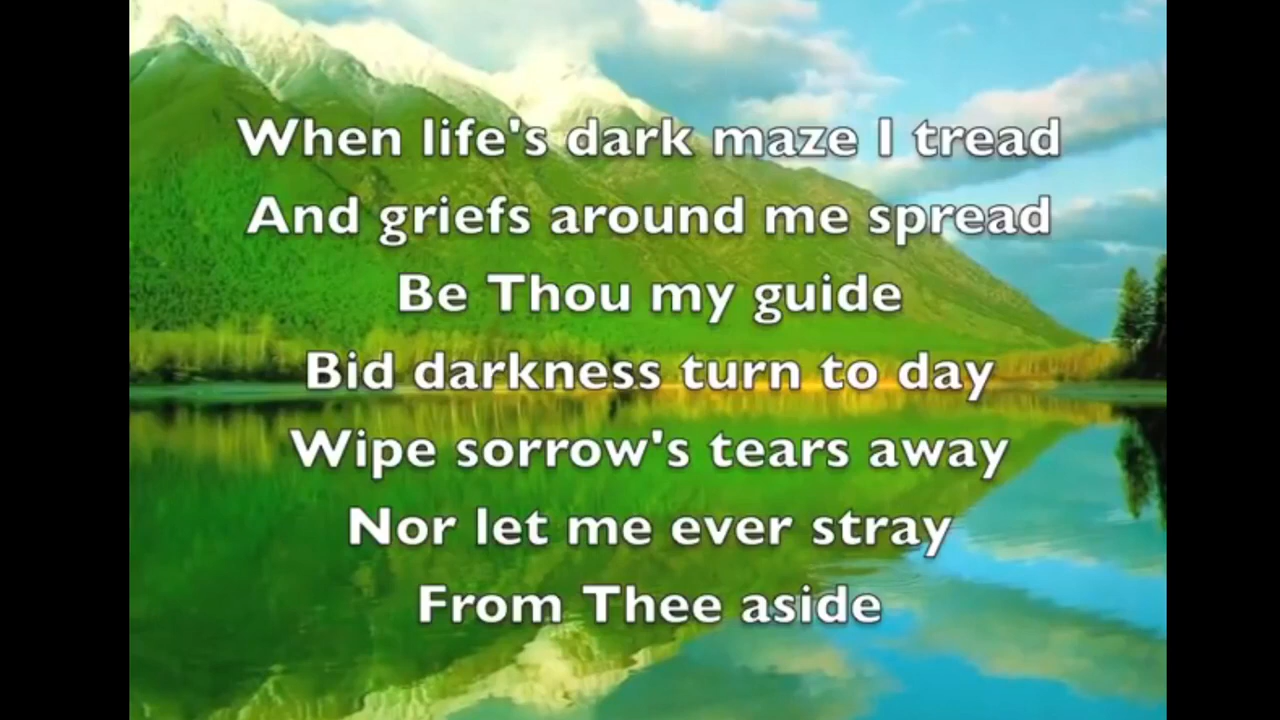 When life's dark maze I tread
And griefs around me spread
Be Thou my guide
Bid darkness turn to day
Wipe sorrow's tears away
Nor let me ever stray
From Thee aside